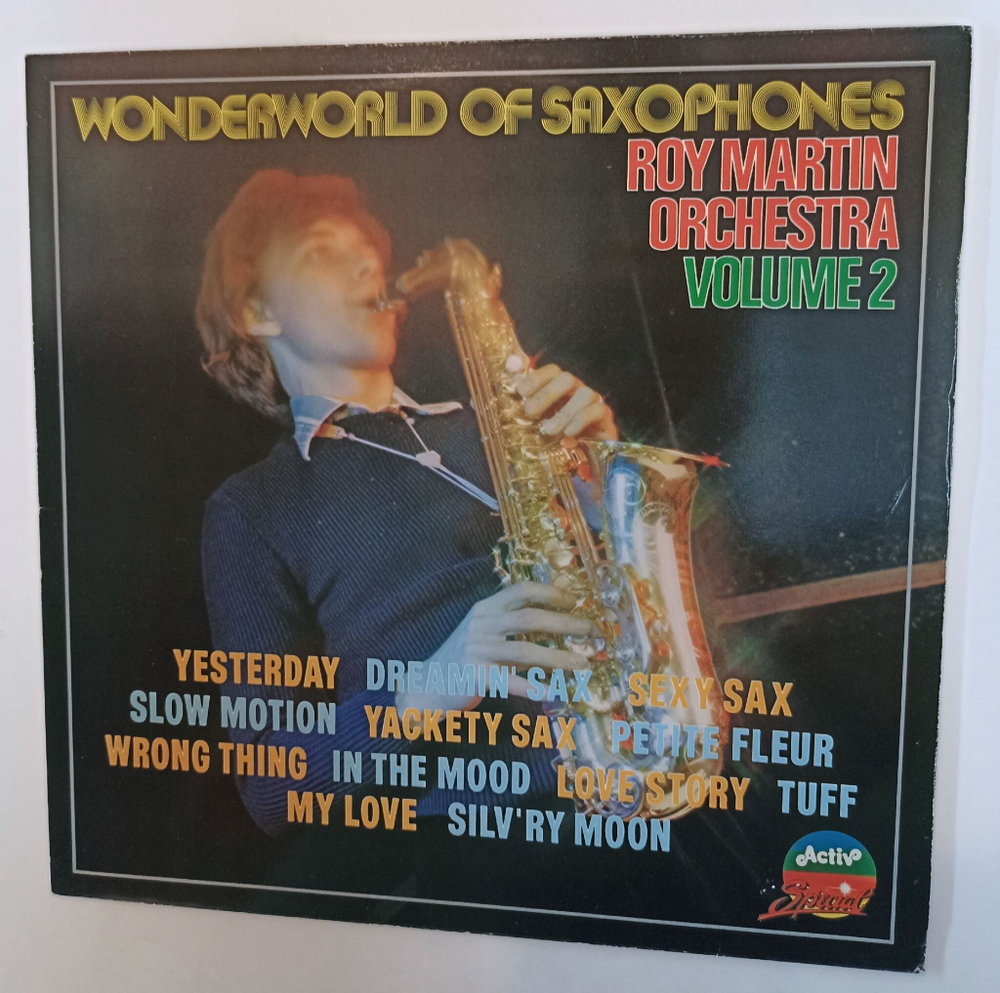 WONDERWORLD OF SAXOPHONES
ROY MARTIN
ORCHESTRA
VOLUME 2
YESTERDAY DREAMIN' SAX SEXY SAX
SLOW MOTION YACKETY SAX PETITE FLEUR
WRONG THING IN THE MOOD LOVE STORY TUFF
MY LOVE SILV'RY MOON
Activ
Special